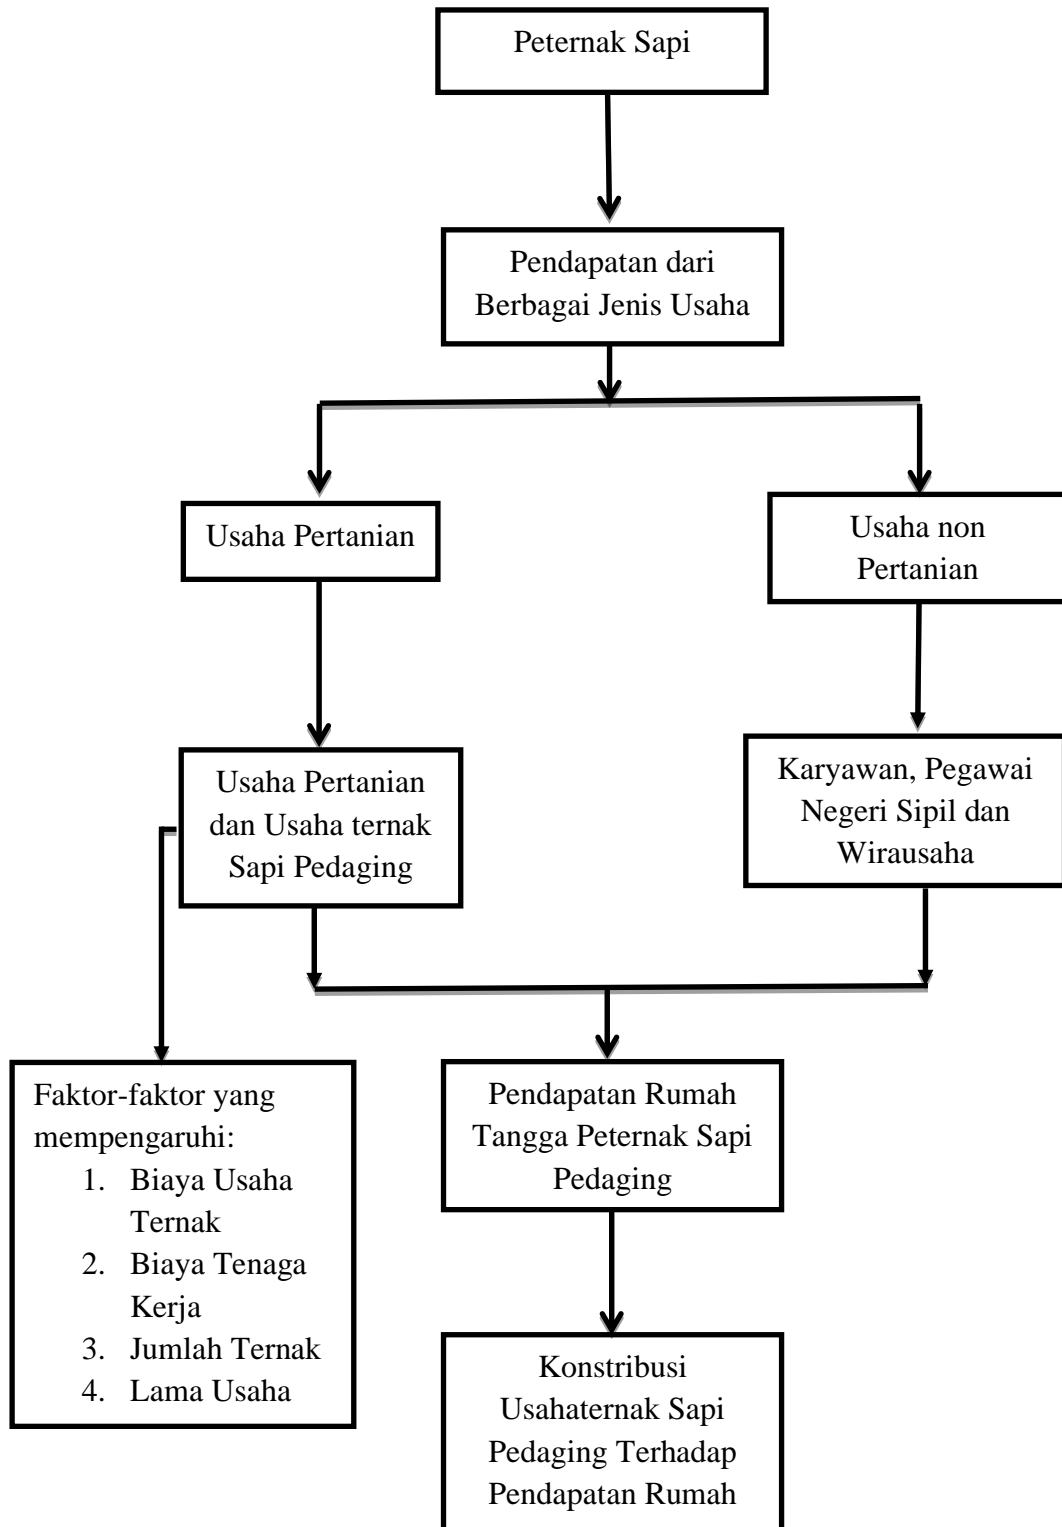 Peternak Sapi
Pendapatan dari
Berbagai Jenis Usaha
Usaha Pertanian
Usaha non
Pertanian
Usaha Pertanian
dan Usaha ternak
Sapi Pedaging
Karyawan, Pegawai
Negeri Sipil dan
Wirausaha
Faktor-faktor yang
mempengaruhi:
1. Biaya Usaha
Ternak
2. Biaya Tenaga
Kerja
3. Jumlah Ternak
4. Lama Usaha
Pendapatan Rumah
Tangga Peternak Sapi
Pedaging
Konstribusi
Usahaternak Sapi
Pedaging Terhadap
Pendapatan Rumah